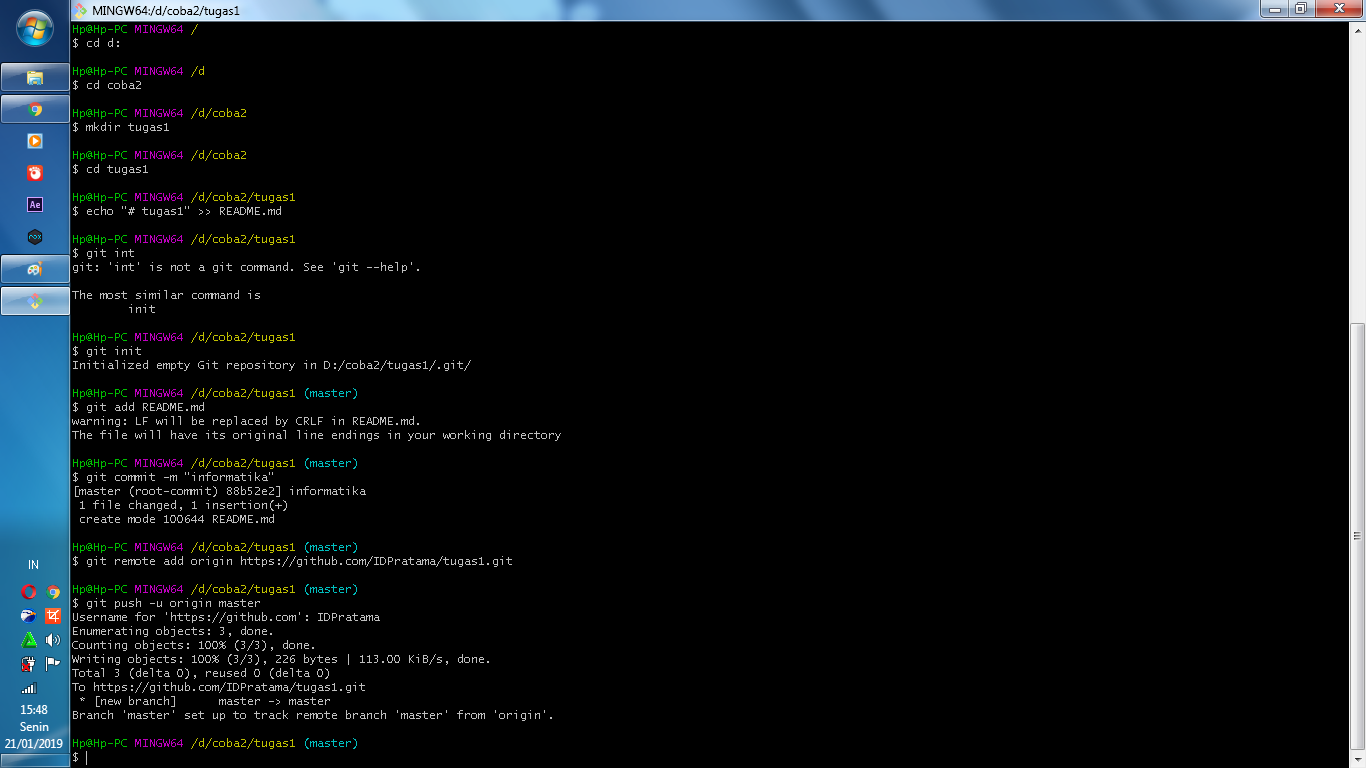 MINGW64:/d/coba2/tugas1
Hp@Hp-PC MINGW64 /
$ cd d:
Hp@Hp-PC MINGW64 /d
$ cd coba2
Hp@Hp-PC MINGW64 /d/coba2
$ mkdir tugas1
Hp@Hp-PC MINGW64 /d/coba2
$ cd tugas1
Hp@Hp-PC MINGW64 /d/coba2/tugas1
$ echo "# tugas1" >> README.md
Hp@Hp-PC MINGW64 /d/coba2/tugas1
$ git int
git: 'int' is not a git command. See 'git --help'.
The most similar command is
init
Hp@Hp-PC MINGW64 /d/coba2/tugas1
$ git init
Initialized empty Git repository in D:/coba2/tugas1/.git/
Hp@Hp-PC MINGW64 /d/coba2/tugas1 (master)
$ git add README.md
warning: LF will be replaced by CRLF in README.md.
The file will have its original line endings in your working directory
Hp@Hp-PC MINGW64 /d/coba2/tugas1 (master)
$ git commit -m "informatika"
[master (root-commit) 88b52e2] informatika
1 file changed, 1 insertion(+)
create mode 100644 README.md
Hp@Hp-PC MINGW64 /d/coba2/tugas1 (master)
$ git remote add origin https://github.com/IDPratama/tugas1.git
Hp@Hp-PC MINGW64 /d/coba2/tugas1 (master)
$ git push -u origin master
Username for 'https://github.com': IDPratama
Enumerating objects: 3, done.
Counting objects: 100% (3/3), done.
Writing objects: 100% (3/3), 226 bytes | 113.00 KiB/s, done.
Total 3 (delta 0), reused 0 (delta 0)
To https://github.com/IDPratama/tugas1.git
* [new branch]      master -> master
Branch 'master' set up to track remote branch 'master' from 'origin'.
Hp@Hp-PC MINGW64 /d/coba2/tugas1 (master)
$
Ae
nox
IN
15:48
Senin
21/01/2019